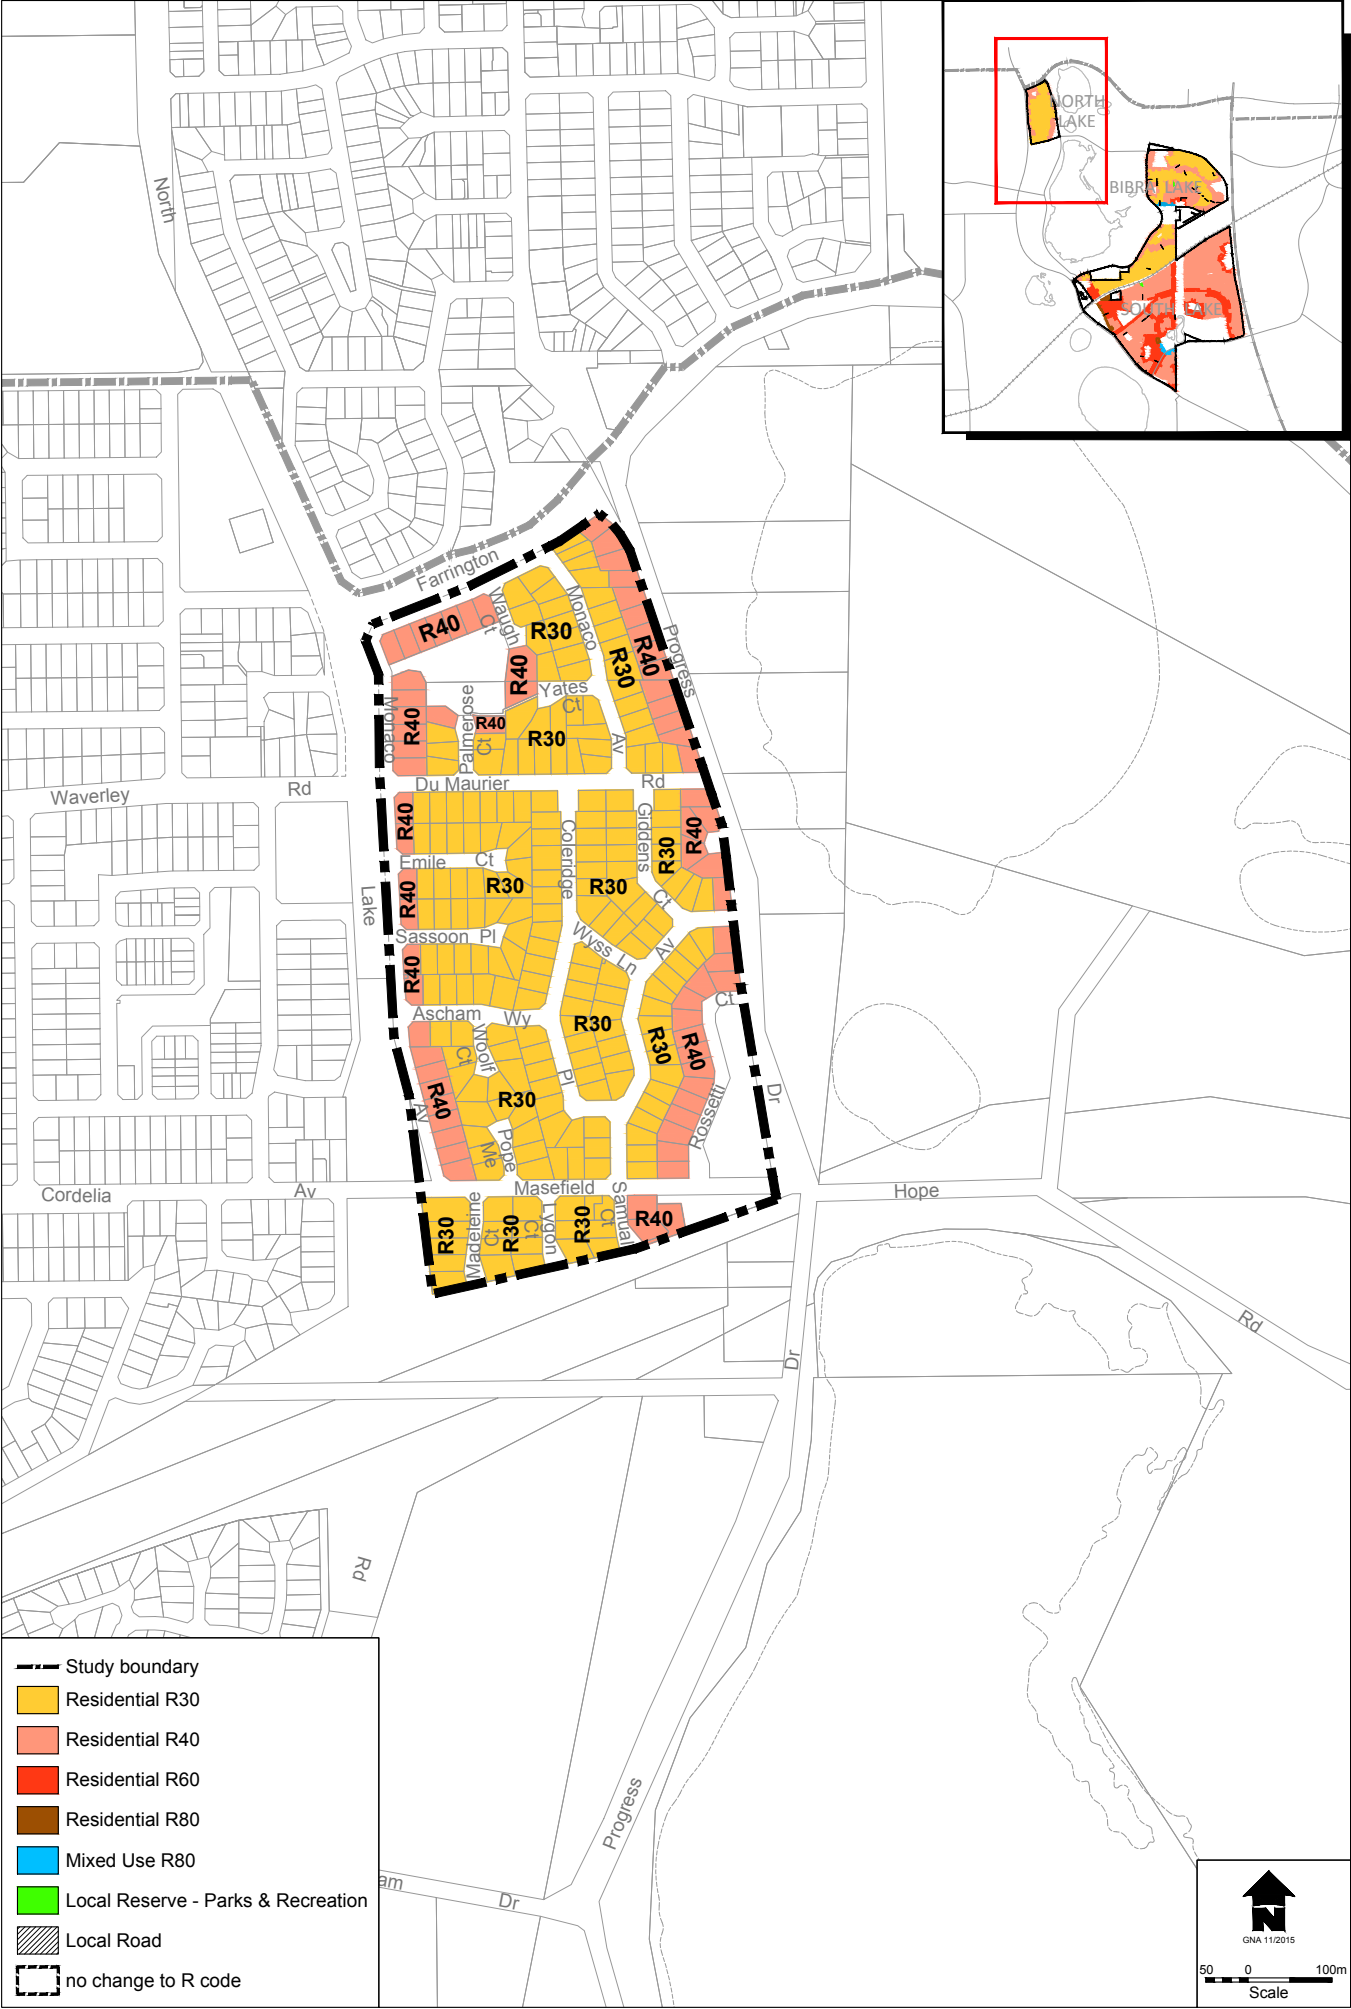 NORTH
LAKE
BIBRA LAKE
SOUTH LAKE
North
Farrington
Waugh
Ct
Monaco
R40
R30
R40
R30
R40
Progress
Yates
Ct
Monaco
R40
Palmerose
Ct
R40
R30
Av
Du Maurier
Rd
Waverley
Rd
R40
Coleridge
Giddens
Ct
R30
R40
Emile Ct
R40
R30
R30
Lake
Sassoon Pl
Wyss Ln
Av
R40
Ct
Ascham Wy
Woolf
Ct
R30
R30
R40
Pl
R30
R40
Av
Rossetti
Dr
Pope
Me
Cordelia
Av
Masefield
Hope
Samual
Ct
R40
R30
Madeleine
Ct
R30
Lygon
Ct
R30
Rd
Dr
Rd
Progress
am
Dr
Study boundary
Residential R30
Residential R40
Residential R60
Residential R80
Mixed Use R80
Local Reserve - Parks & Recreation
Local Road
no change to R code
N
GNA 11/2015
50 0 100m
Scale